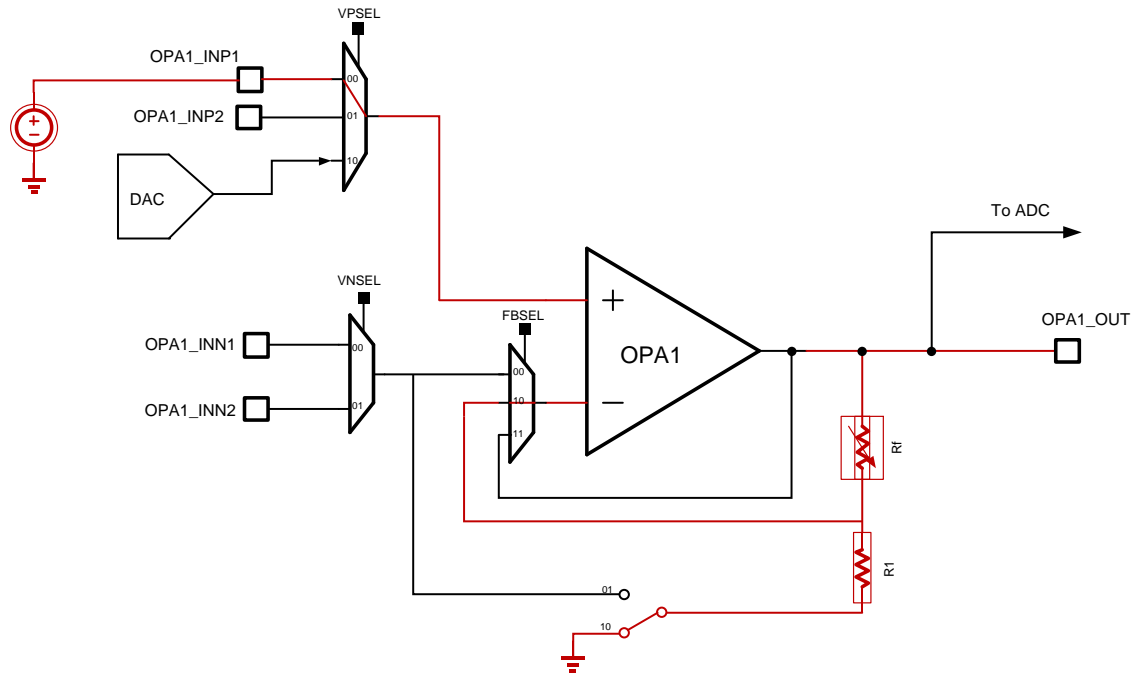 VPSEL
OPA1_INP1
00
OPA1_INP2
01
10
DAC
To ADC
VNSEL
FBSEL
OPA1_OUT
OPA1_INN1
00
OPA1
00
10
OPA1_INN2
01
11
Rf
R1
01
10